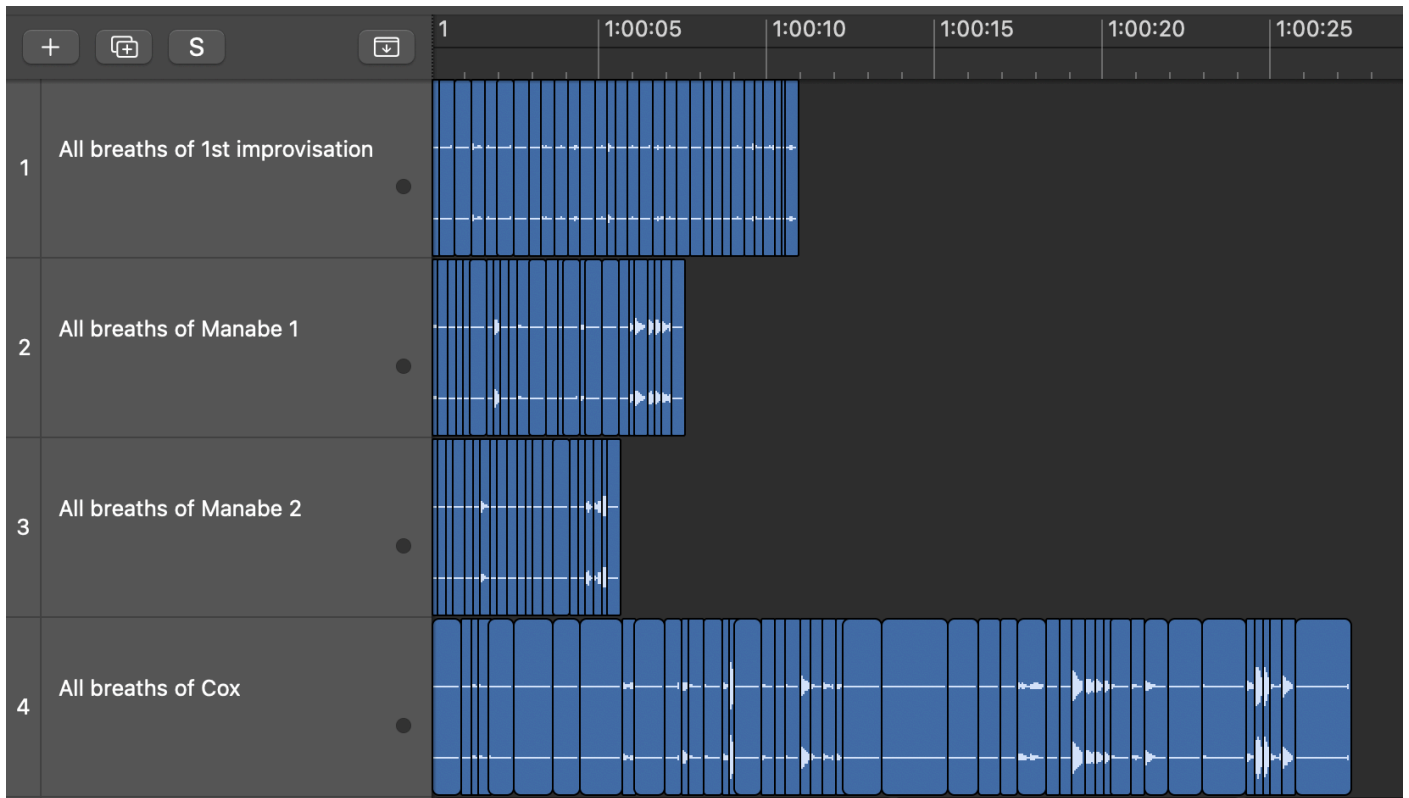 + S 1 1:00:05 1:00:10 1:00:15 1:00:20 1:00:25
1 All breaths of 1st improvisation
2 All breaths of Manabe 1
3 All breaths of Manabe 2
4 All breaths of Cox